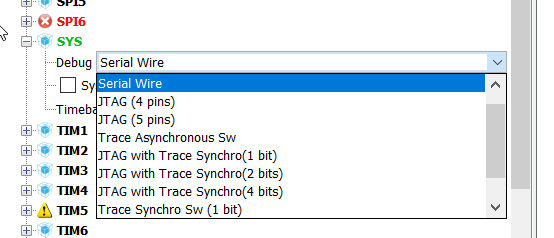 SPI5
SPI6
SYS
Debug Serial Wire
Serial Wire
Sy
JTAG (4 pins)
JTAG (5 pins)
Timeba
Trace Asynchronous Sw
TIM1
JTAG with Trace Synchro(1 bit)
TIM2
JTAG with Trace Synchro(2 bits)
TIM3
JTAG with Trace Synchro(4 bits)
TIM4
Trace Synchro Sw (1 bit)
TIM5
TIM6